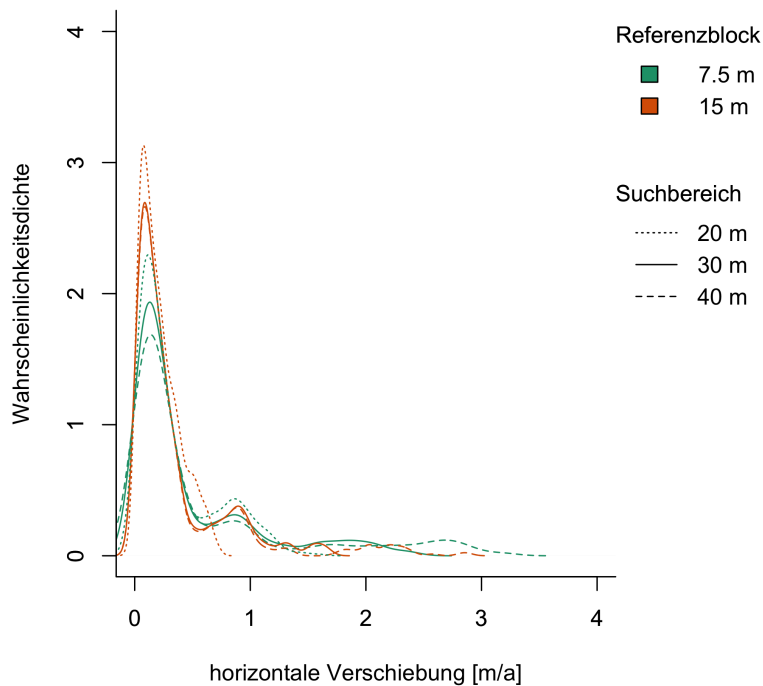 Wahrscheinlichkeitsdichte
4
3
2
1
0
0 1 2 3 4
horizontale Verschiebung [m/a]
Referenzblock
7.5 m
15 m
Suchbereich
20 m
30 m
40 m